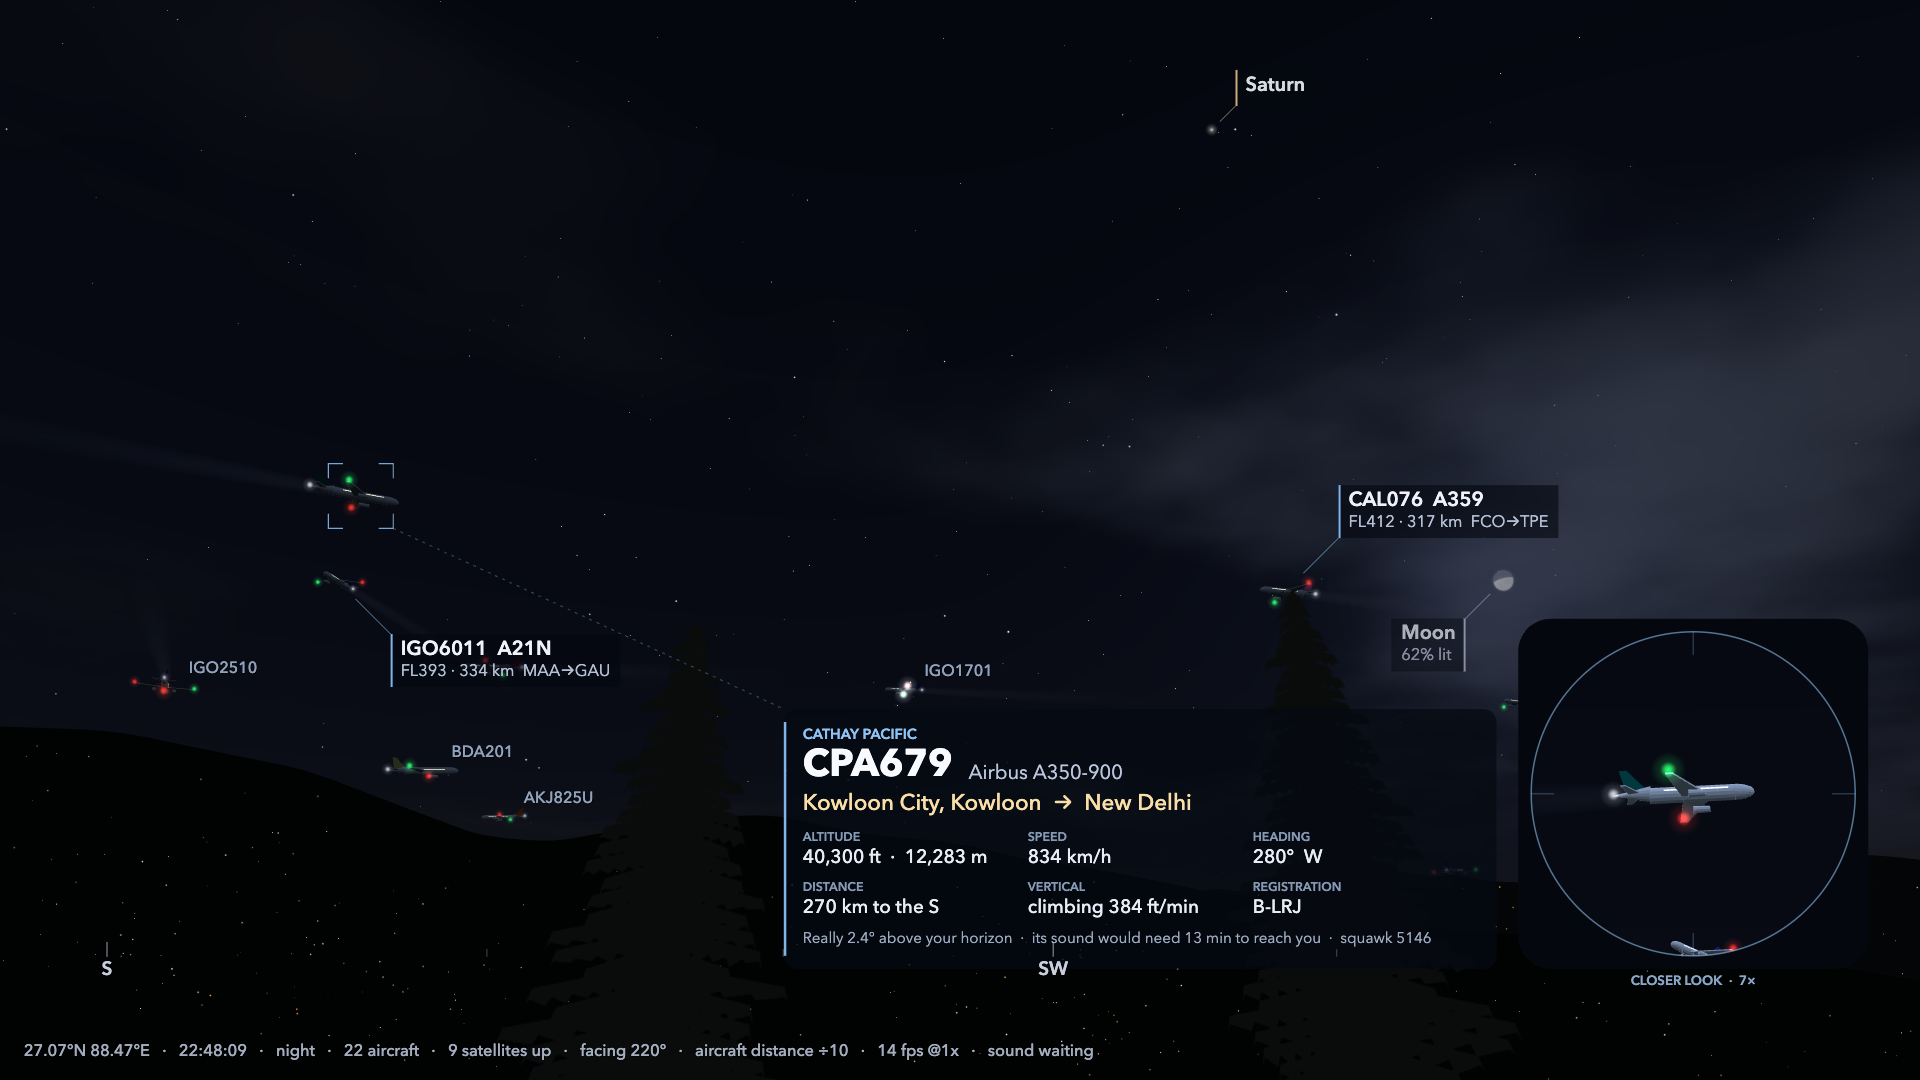 Saturn
CAL076 A359
FL412 · 317 km FCO→TPE
Moon
62% lit
IGO6011 A21N
FL393 · 334 km MAA→GAU
IGO2510
IGO1701
BDA201
AKJ825U
CATHAY PACIFIC
CPA679 Airbus A350-900
Kowloon City, Kowloon → New Delhi
ALTITUDE SPEED HEADING
40,300 ft · 12,283 m 834 km/h 280° W
DISTANCE VERTICAL REGISTRATION
270 km to the S climbing 384 ft/min B-LRJ
Really 2.4° above your horizon · its sound would need 13 min to reach you · squawk 5146
S
SW
CLOSER LOOK · 7×
27.07°N 88.47°E · 22:48:09 · night · 22 aircraft · 9 satellites up · facing 220° · aircraft distance ÷10 · 14 fps @1x · sound waiting